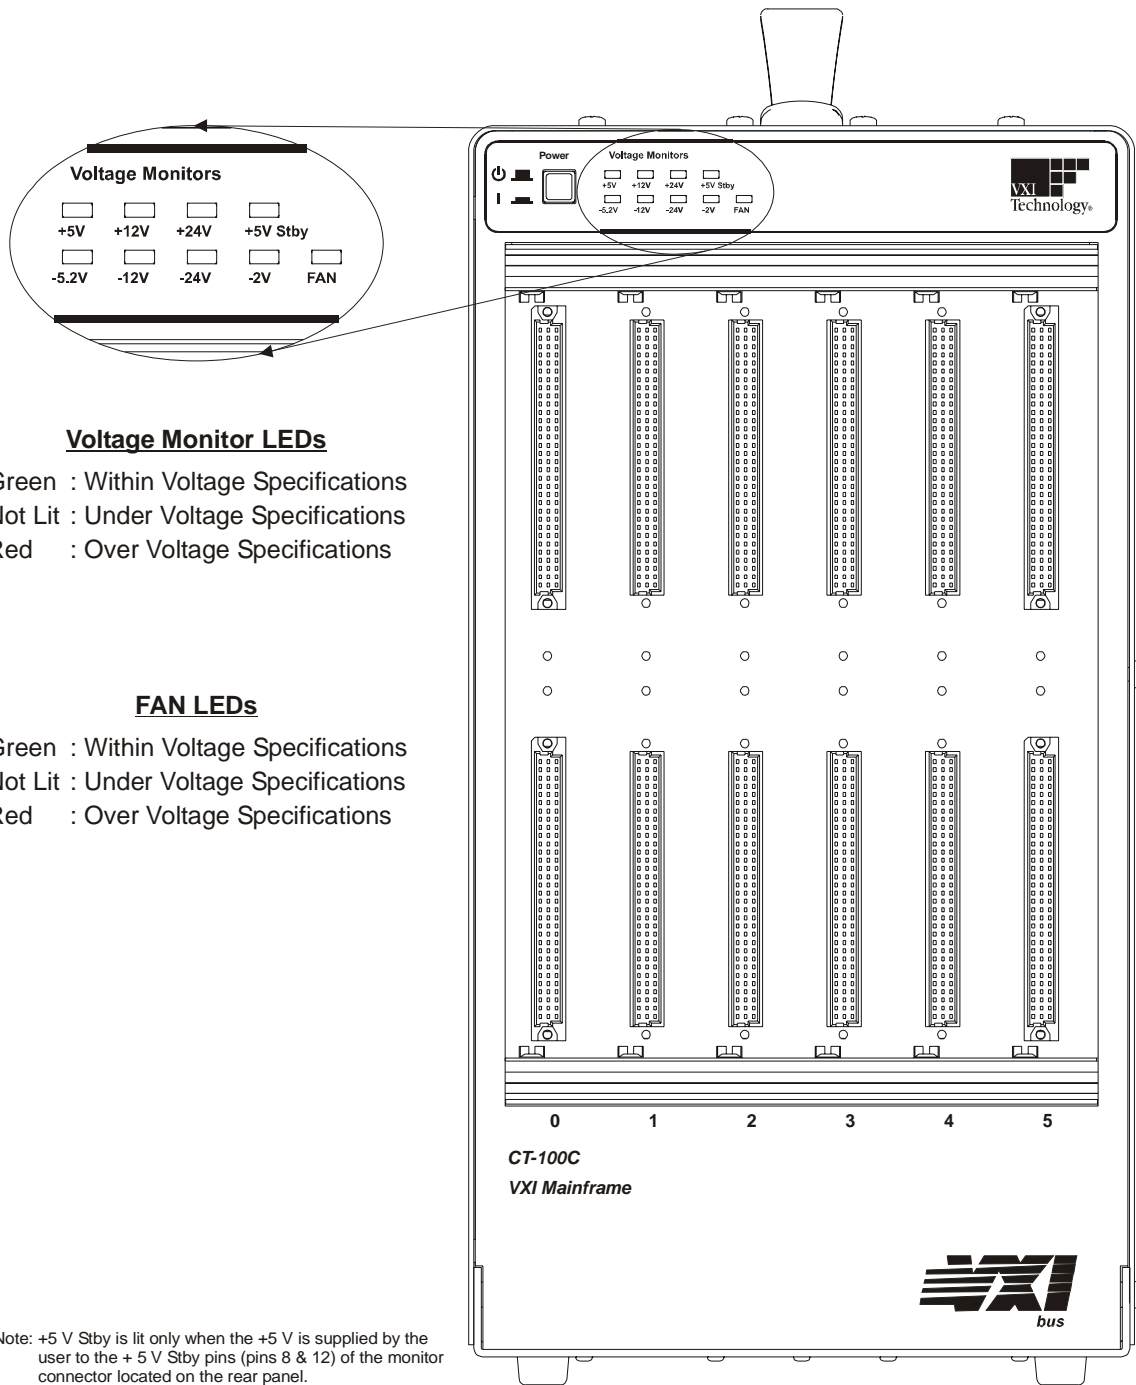 Voltage Monitors
+5V +12V +24V +5V Stby
-5.2V -12V -24V -2V FAN
Power
Voltage Monitors
+5V +12V +24V +5V Stby
-5.2V -12V -24V -2V FAN
VXI
Technology®
Voltage Monitor LEDs
Green : Within Voltage Specifications
Not Lit : Under Voltage Specifications
Red : Over Voltage Specifications
FAN LEDs
Green : Within Voltage Specifications
Not Lit : Under Voltage Specifications
Red : Over Voltage Specifications
0 1 2 3 4 5
CT-100C
VXI Mainframe
VXI
bus
Note: +5 V Stby is lit only when the +5 V is supplied by the
user to the + 5 V Stby pins (pins 8 & 12) of the monitor
connector located on the rear panel.